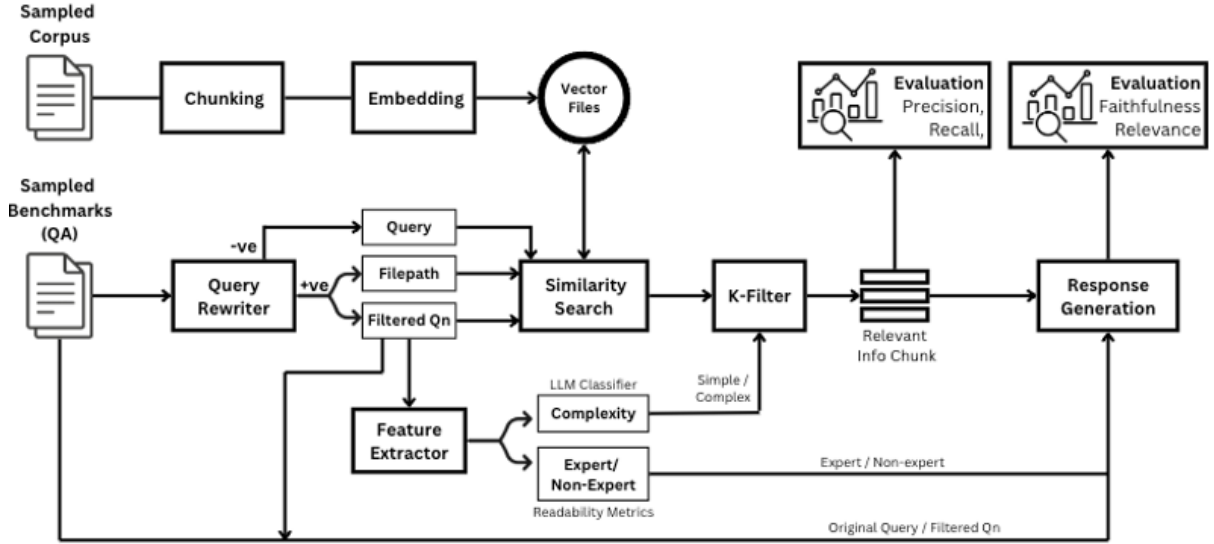 Sampled
Corpus
Chunking
Embedding
Vector
Files
Evaluation
Precision,
Recall,
Evaluation
Faithfulness
Relevance
Sampled
Benchmarks
(QA)
-ve
+ve
Query
Rewriter
Query
Filepath
Filtered Qn
Similarity
Search
K-Filter
Relevant
Info Chunk
Response
Generation
Feature
Extractor
LLM Classifier
Complexity
Simple /
Complex
Expert/
Non-Expert
Readability Metrics
Expert / Non-expert
Original Query / Filtered Qn